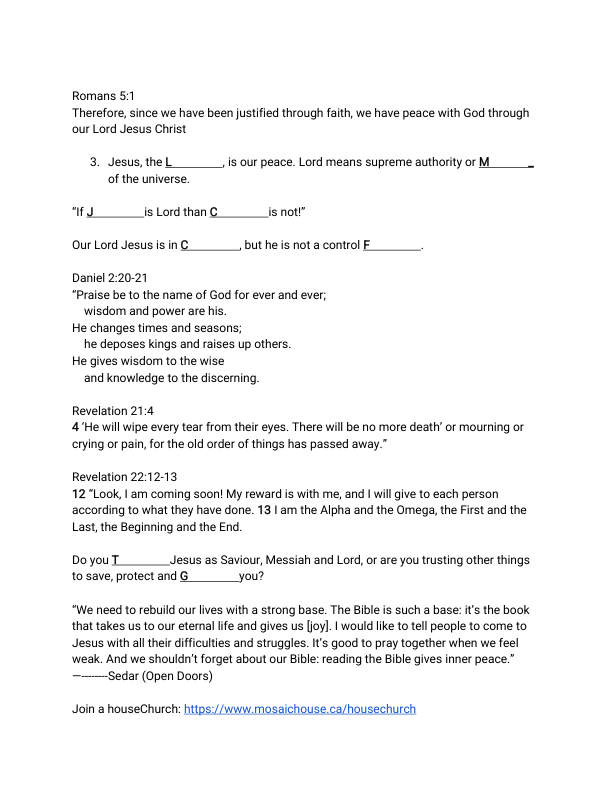 Romans 5:1
Therefore, since we have been justified through faith, we have peace with God through
our Lord Jesus Christ
3. Jesus, the L________, is our peace. Lord means supreme authority or M______ _
of the universe.
“If J________is Lord than C________is not!”
Our Lord Jesus is in C________, but he is not a control F________.
Daniel 2:20-21
“Praise be to the name of God for ever and ever;
wisdom and power are his.
He changes times and seasons;
he deposes kings and raises up others.
He gives wisdom to the wise
and knowledge to the discerning.
Revelation 21:4
4 ‘He will wipe every tear from their eyes. There will be no more death’ or mourning or
crying or pain, for the old order of things has passed away.”
Revelation 22:12-13
12 “Look, I am coming soon! My reward is with me, and I will give to each person
according to what they have done. 13 I am the Alpha and the Omega, the First and the
Last, the Beginning and the End.
Do you T________Jesus as Saviour, Messiah and Lord, or are you trusting other things
to save, protect and G________you?
“We need to rebuild our lives with a strong base. The Bible is such a base: it’s the book
that takes us to our eternal life and gives us [joy]. I would like to tell people to come to
Jesus with all their difficulties and struggles. It’s good to pray together when we feel
weak. And we shouldn’t forget about our Bible: reading the Bible gives inner peace.”
—--------Sedar (Open Doors)
Join a houseChurch: https://www.mosaichouse.ca/housechurch